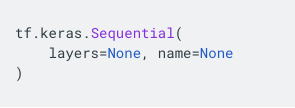 tf.keras.Sequential(
    layers=None, name=None
)